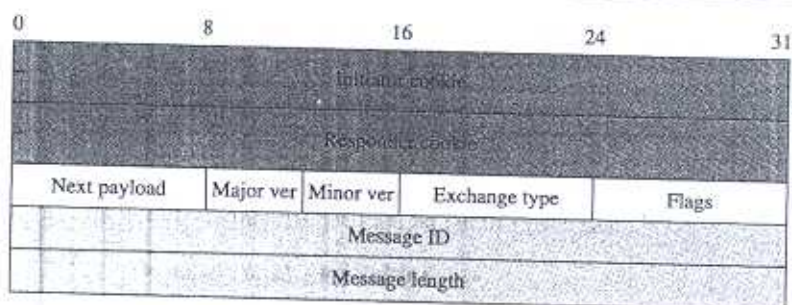 0 8 16 24 31
Initiator cookie
Responder cookie
Next payload Major ver Minor ver Exchange type Flags
Message ID
Message length